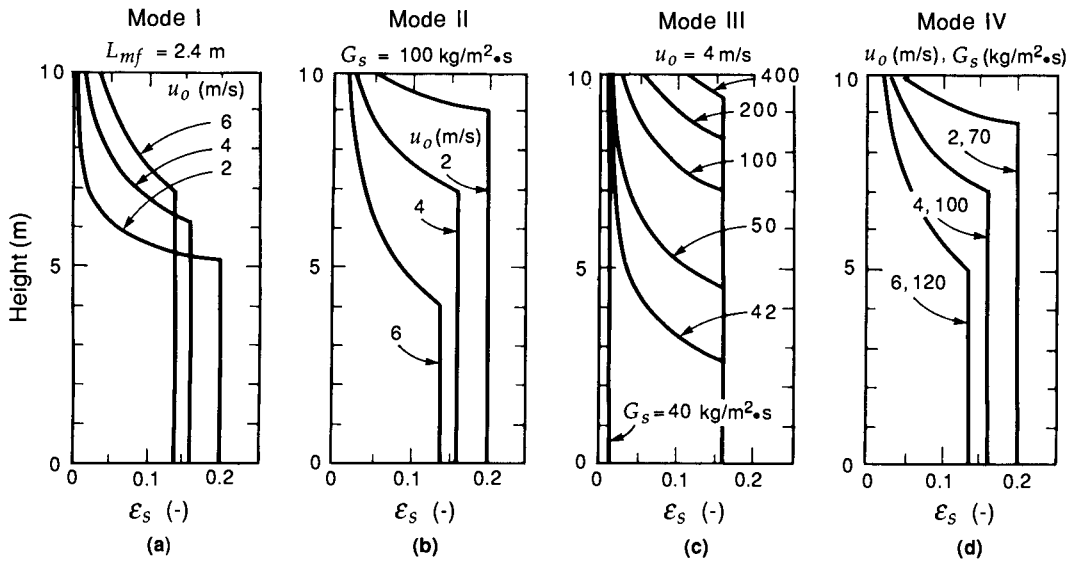 Mode I
L_mf = 2.4 m
10
u_o (m/s)
6
4
2
5
0
Height (m)
0
0.1
0.2
ε_s (-)
(a)
Mode II
G_s = 100 kg/m²•s
10
u_o (m/s)
2
4
5
6
0
0
0.1
0.2
ε_s (-)
(b)
Mode III
u_o = 4 m/s
10
400
200
100
50
5
42
G_s = 40 kg/m²•s
0
0
0.1
0.2
ε_s (-)
(c)
Mode IV
u_o (m/s), G_s (kg/m²•s)
10
2,70
4,100
5
6,120
0
0
0.1
0.2
ε_s (-)
(d)